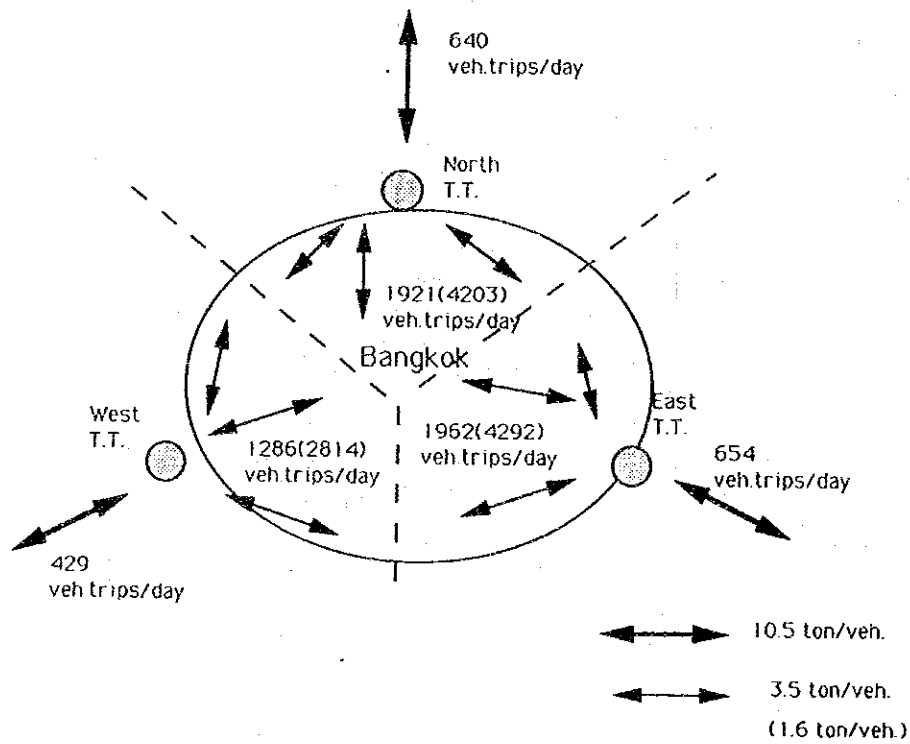 640
veh.trips/day
North
T.T.
1921(4203)
veh.trips/day
Bangkok
West
T.T.
1286(2814)
veh.trips/day
1962(4292)
veh.trips/day
East
T.T.
654
veh.trips/day
429
veh trips/day
10.5 ton/veh.
3.5 ton/veh.
(1.6 ton/veh.)